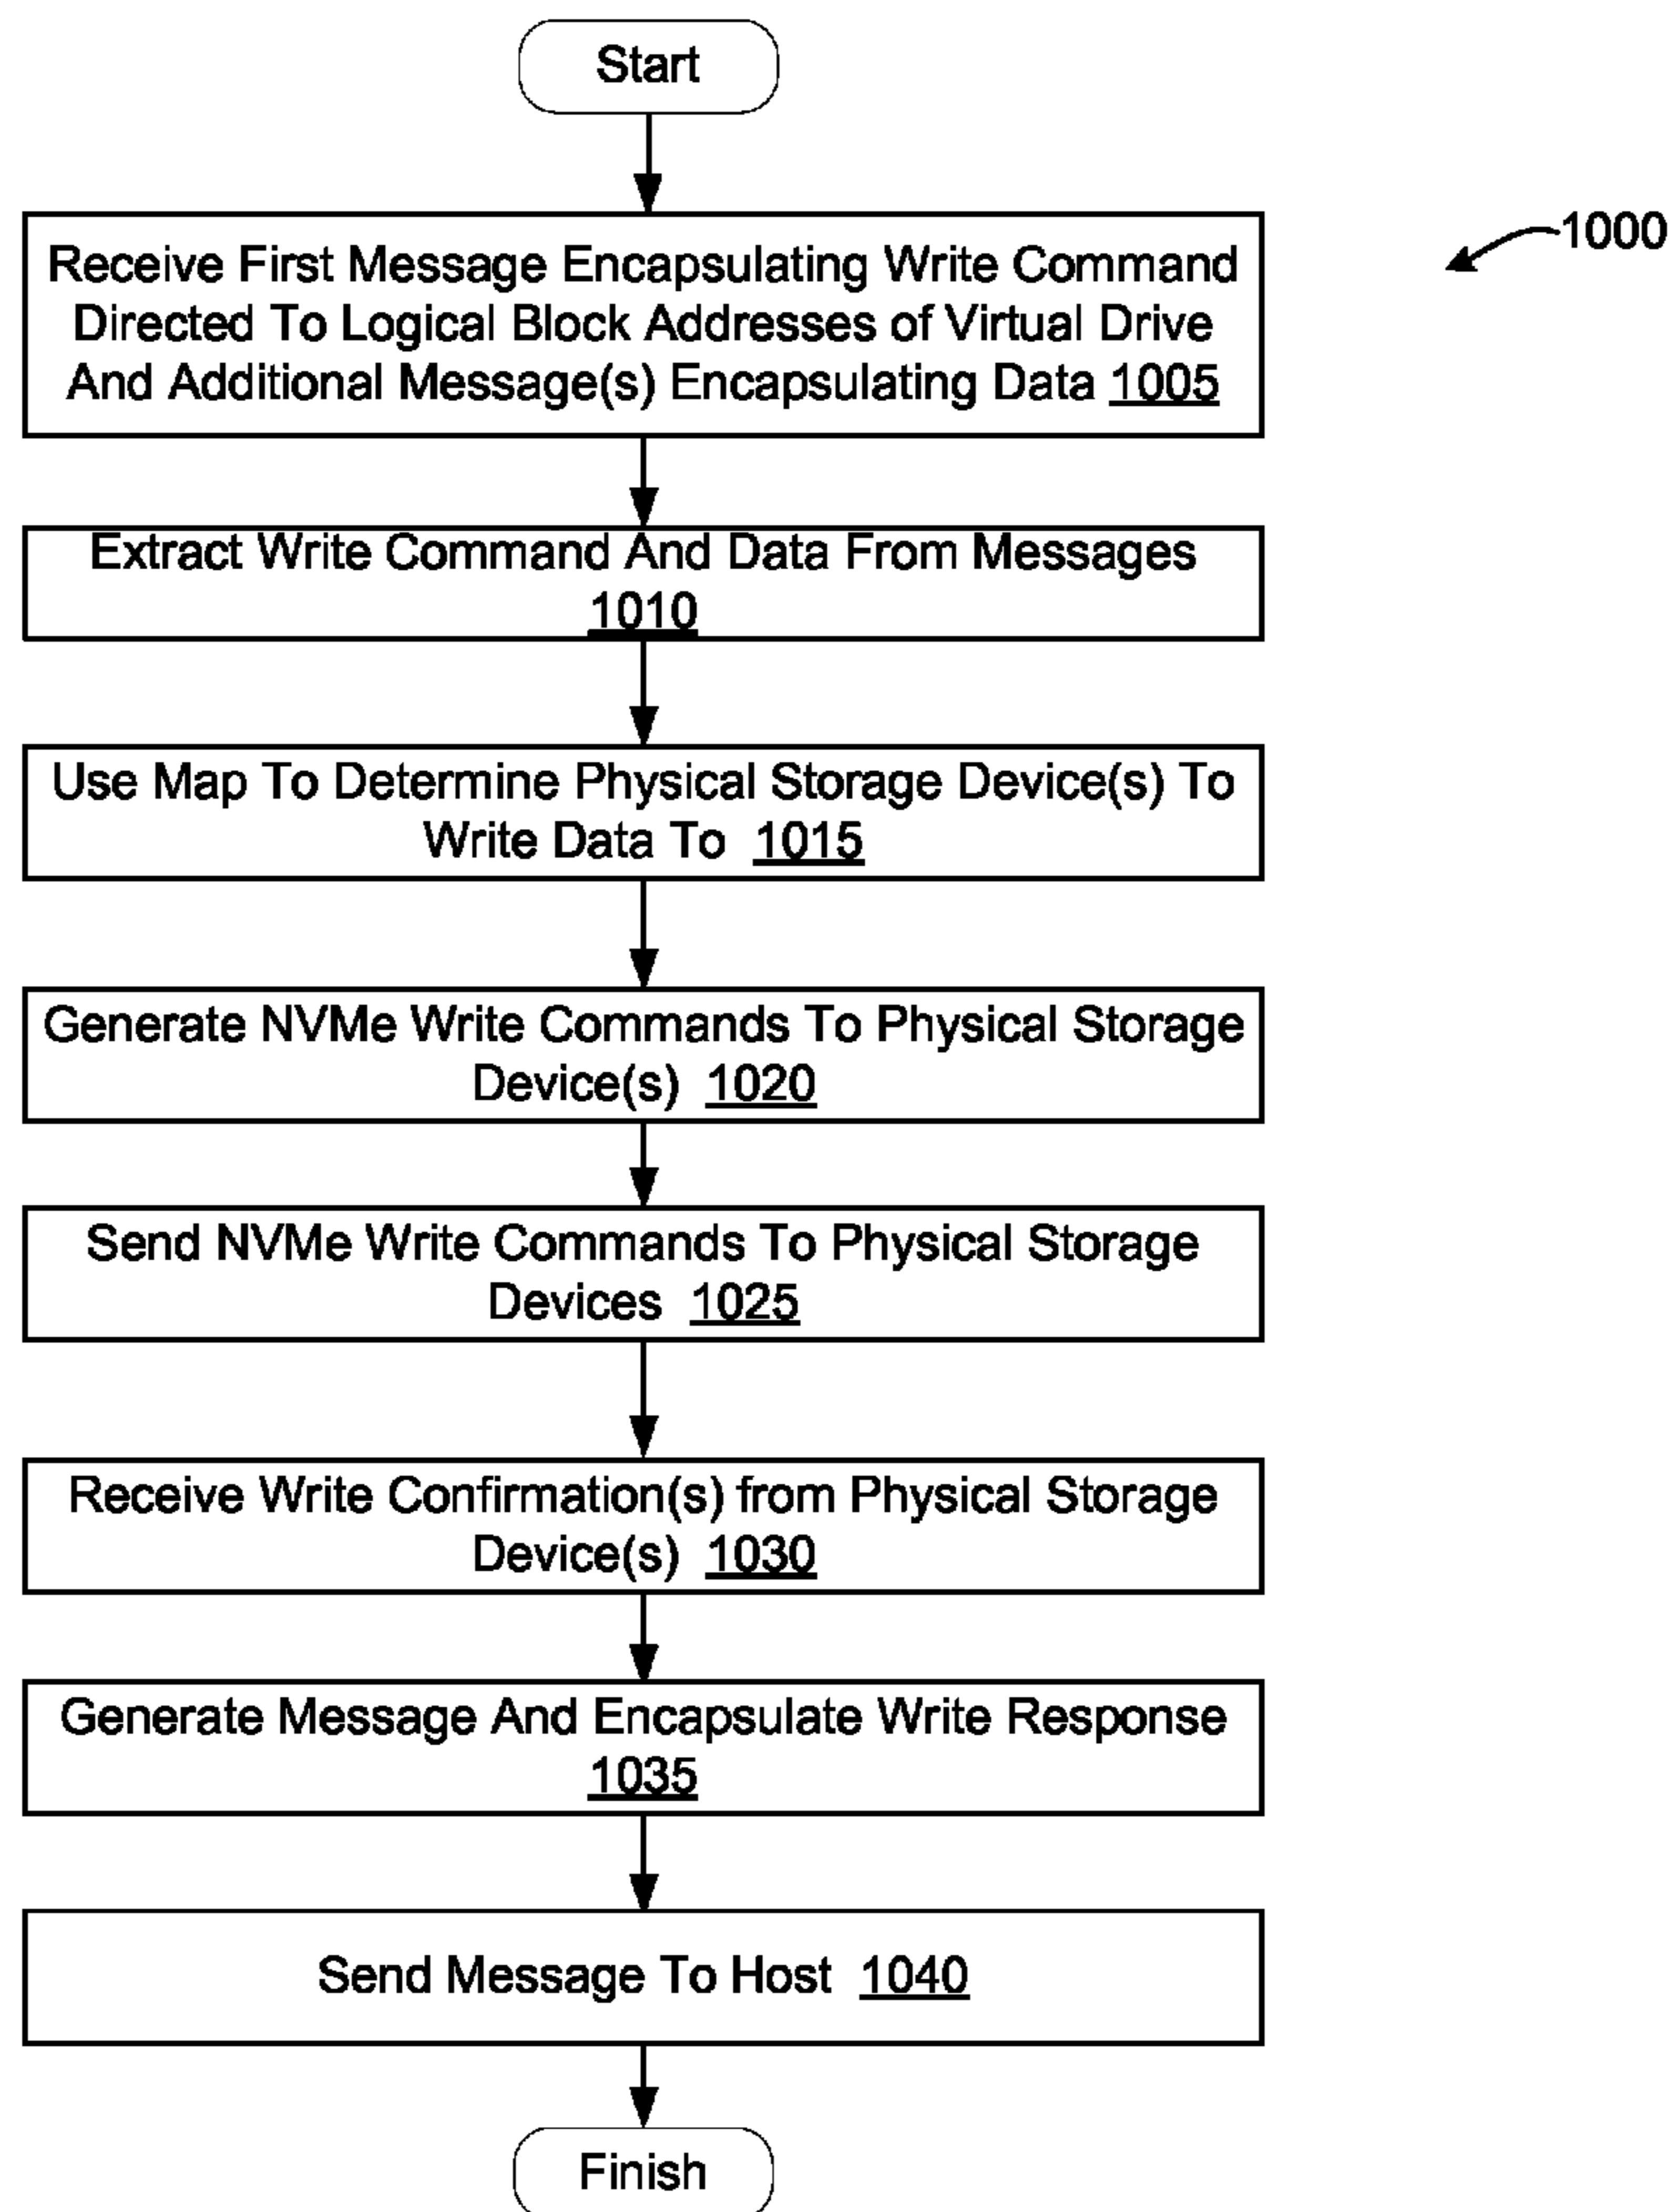 Start
1000
Receive First Message Encapsulating Write Command
Directed To Logical Block Addresses of Virtual Drive
And Additional Message(s) Encapsulating Data 1005
Extract Write Command And Data From Messages
1010
Use Map To Determine Physical Storage Device(s) To
Write Data To 1015
Generate NVMe Write Commands To Physical Storage
Device(s) 1020
Send NVMe Write Commands To Physical Storage
Devices 1025
Receive Write Confirmation(s) from Physical Storage
Device(s) 1030
Generate Message And Encapsulate Write Response
1035
Send Message To Host 1040
Finish